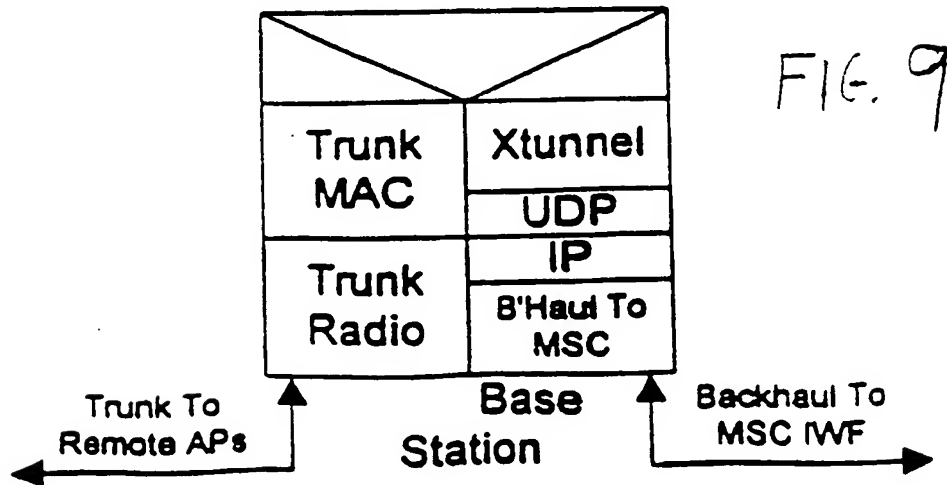 FIG. 9
Trunk
MAC
Xtunnel
UDP
IP
Trunk
Radio
B'Haul To
MSC
Base
Station
Trunk To
Remote APs
Backhaul To
MSC IWF